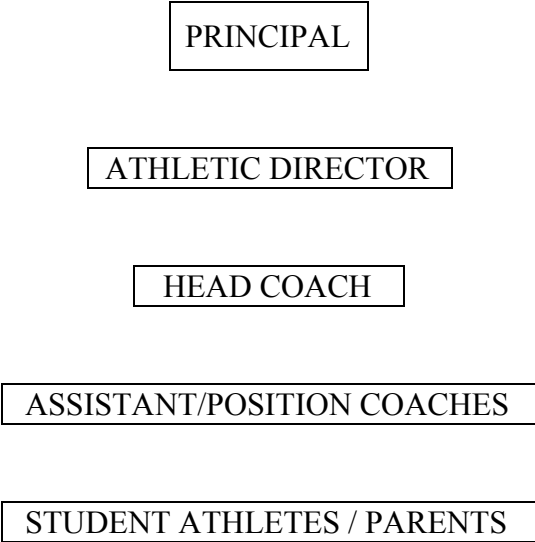 PRINCIPAL
ATHLETIC DIRECTOR
HEAD COACH
ASSISTANT/POSITION COACHES
STUDENT ATHLETES / PARENTS